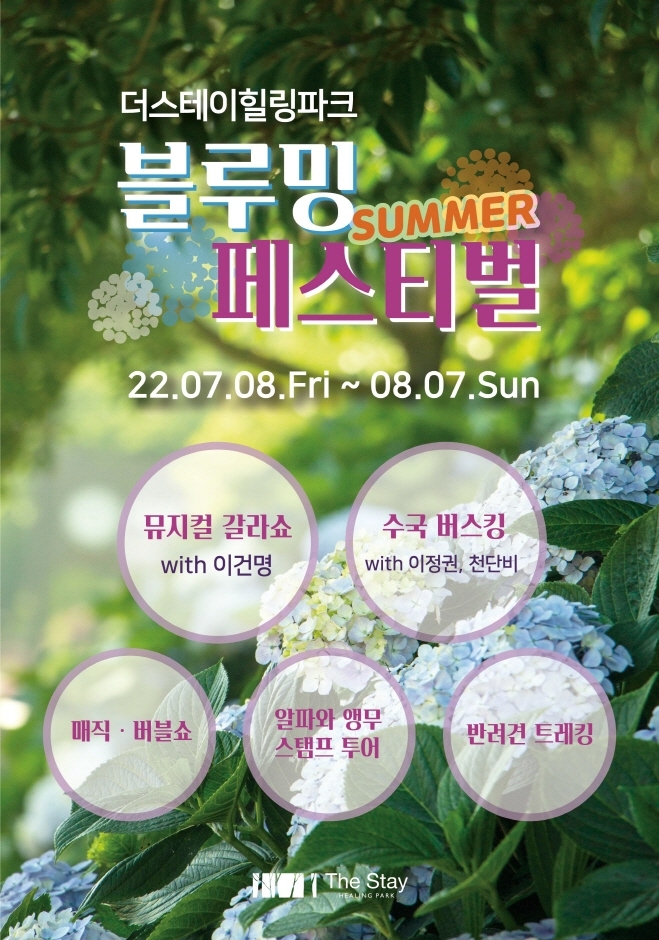 더스테이힐링파크
블루밍
SUMMER
페스티벌
22.07.08.Fri ~ 08.07.Sun
뮤지컬 갈라쇼
with 이건명
수국 버스킹
with 이정권, 천단비
매직 · 버블쇼
알파와 앵무
스탬프 투어
반려견 트레킹
The Stay
HEALING PARK